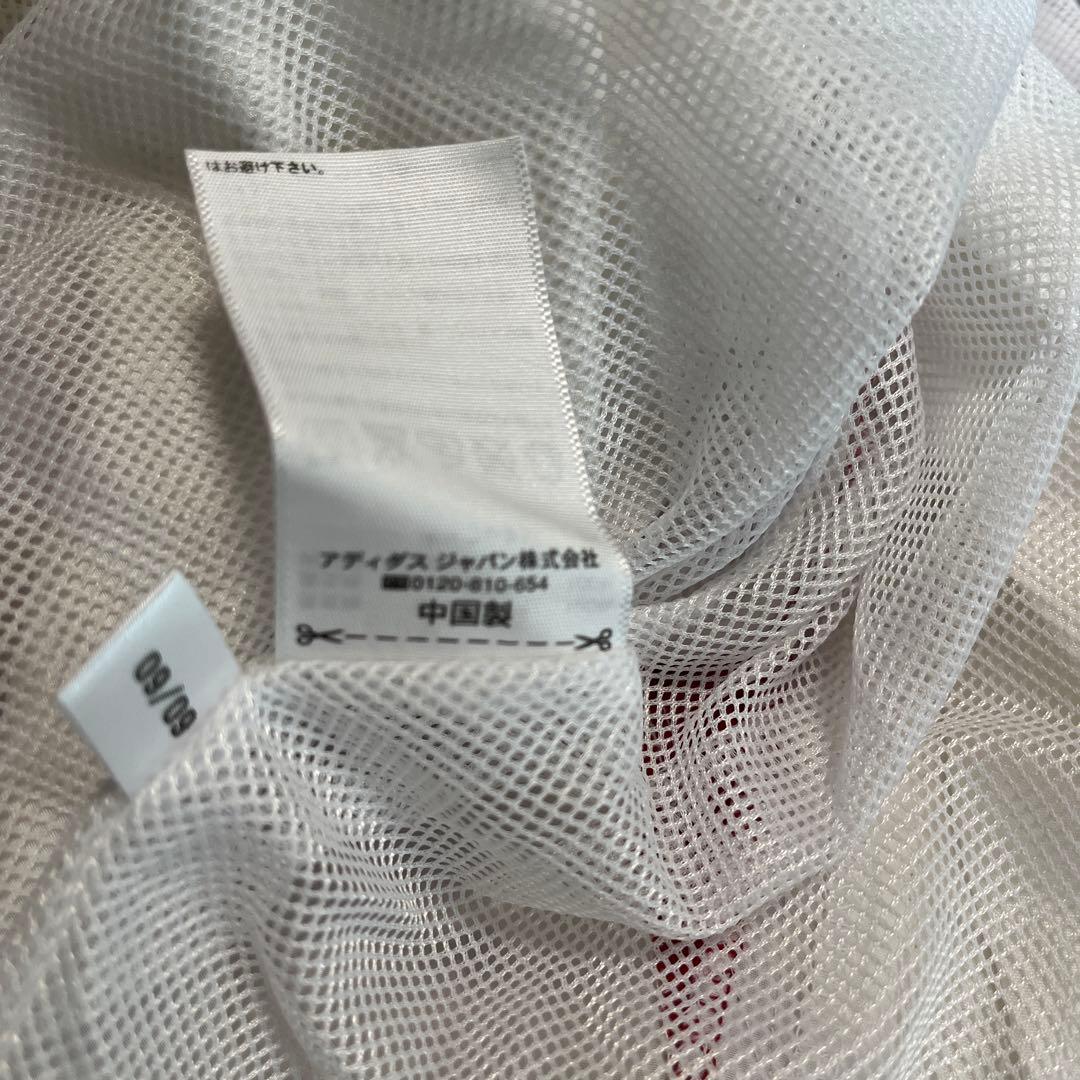 はお避け下さい。
アディダス ジャパン株式会社
0120-810-654
中国製
09/09